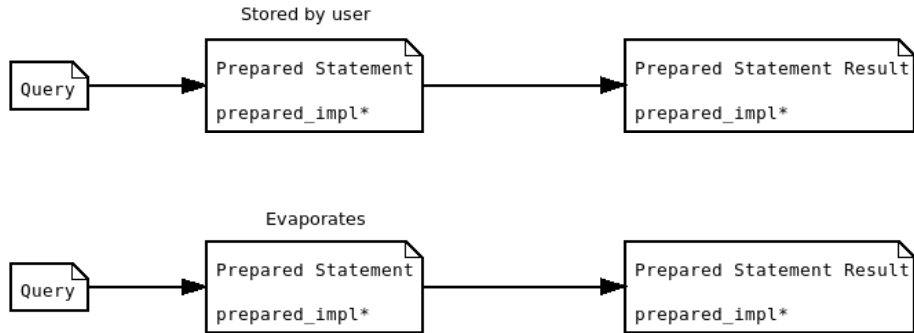 Stored by user
Query
Prepared Statement
prepared_impl*
Prepared Statement Result
prepared_impl*
Evaporates
Query
Prepared Statement
prepared_impl*
Prepared Statement Result
prepared_impl*